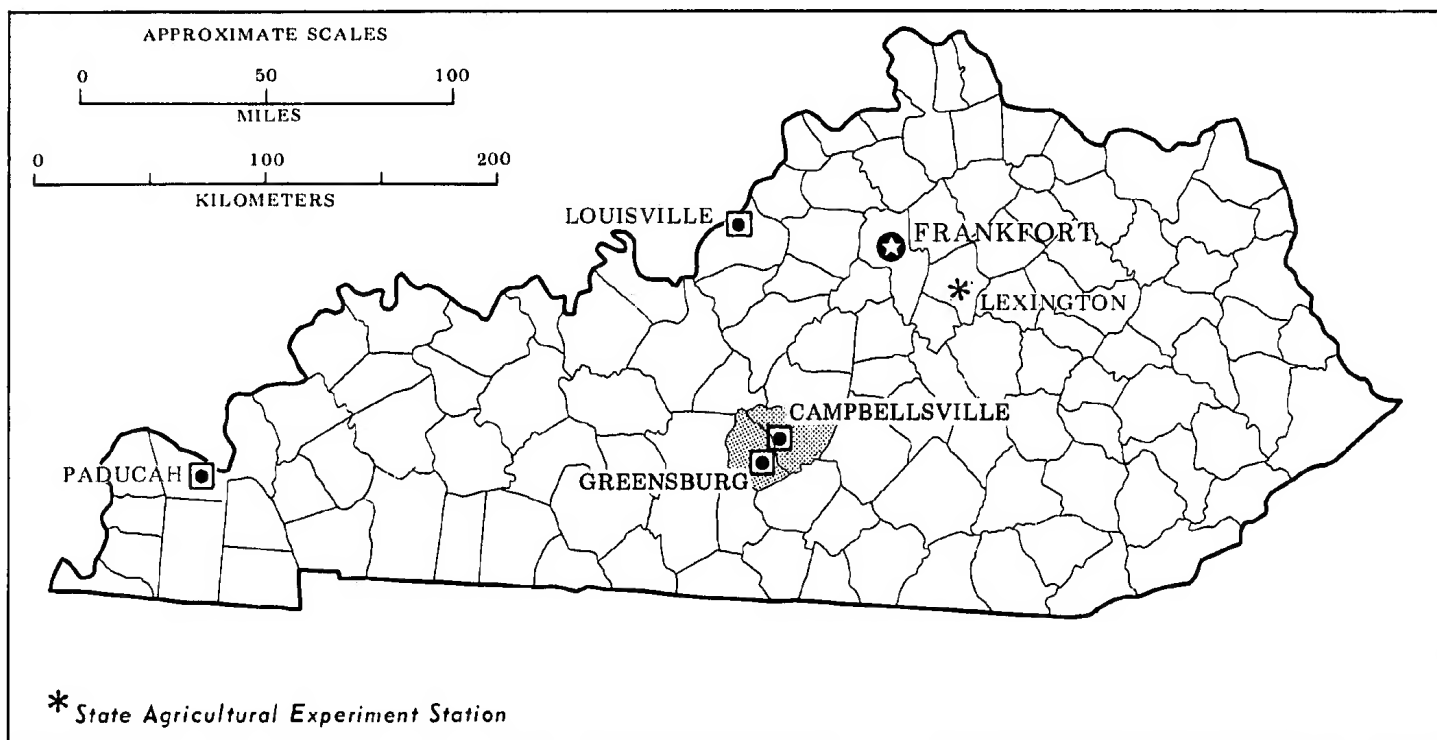 APPROXIMATE SCALES
0 50 100
MILES
0 100 200
KILOMETERS
LOUISVILLE
FRANKFORT
LEXINGTON
CAMPBELLSVILLE
PADUCAH
GREENSBURG
* State Agricultural Experiment Station